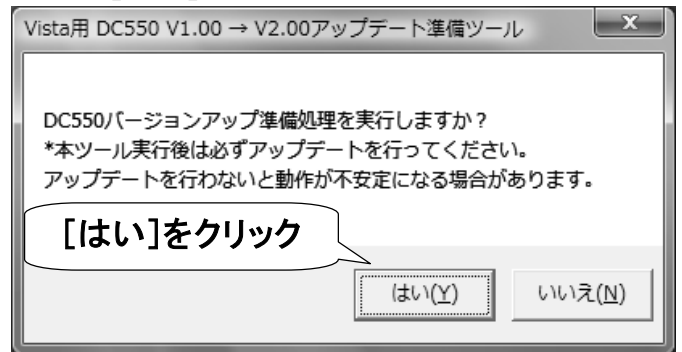 Vista用 DC550 V1.00 → V2.00アップデート準備ツール
DC550バージョンアップ準備処理を実行しますか？
*本ツール実行後は必ずアップデートを行ってください。
アップデートを行わないと動作が不安定になる場合があります。
［はい］をクリック
はい(Y) いいえ(N)